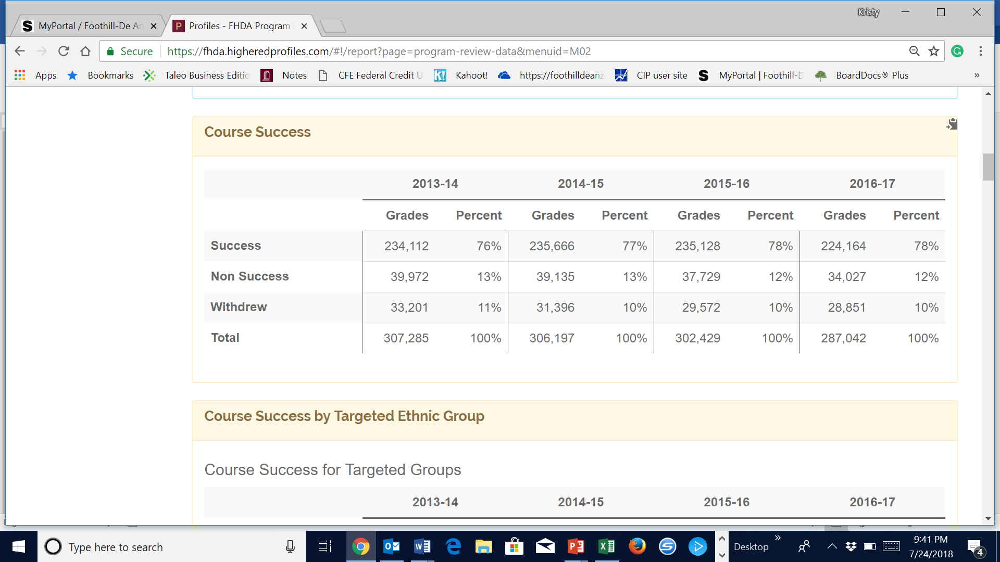 Kristy
MyPortal / Foothill-De An
Profiles - FHDA Program
Secure https://fhda.higheredprofiles.com/#!/report?page=program-review-data&menuid=M02
Apps Bookmarks Taleo Business Editio Notes CFE Federal Credit U Kahoot! https://foothilldeanz CIP user site MyPortal | Foothill-D BoardDocs® Plus »
Course Success
2013-14 2014-15 2015-16 2016-17
Grades Percent Grades Percent Grades Percent Grades Percent
Success 234,112 76% 235,666 77% 235,128 78% 224,164 78%
Non Success 39,972 13% 39,135 13% 37,729 12% 34,027 12%
Withdrew 33,201 11% 31,396 10% 29,572 10% 28,851 10%
Total 307,285 100% 306,197 100% 302,429 100% 287,042 100%
Course Success by Targeted Ethnic Group
Course Success for Targeted Groups
2013-14 2014-15 2015-16 2016-17
Type here to search
Desktop »
9:41 PM
7/24/2018
4